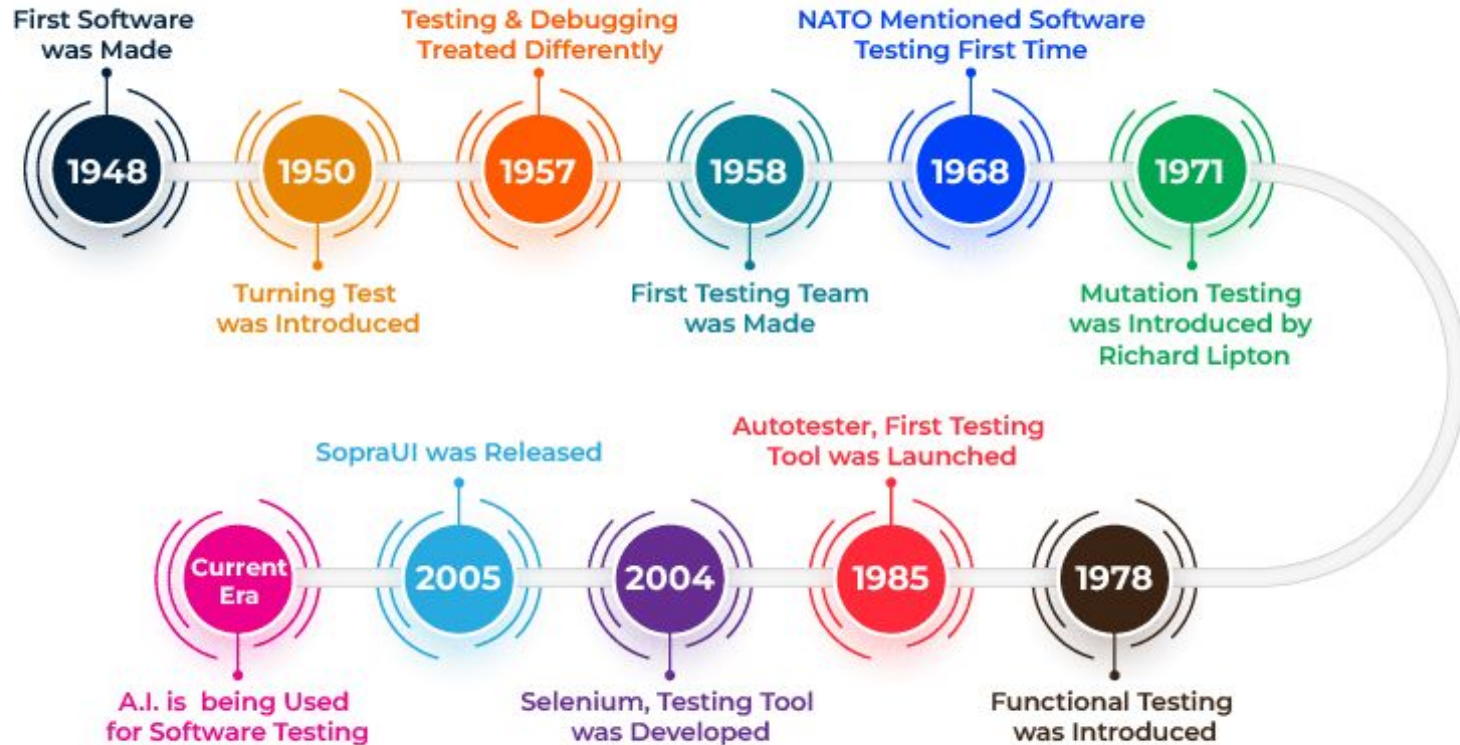 First Software
was Made
Testing & Debugging
Treated Differently
NATO Mentioned Software
Testing First Time
1948
1950
1957
1958
1968
1971
Turning Test
was Introduced
First Testing Team
was Made
Mutation Testing
was Introduced by
Richard Lipton
SopraUI was Released
Autotester, First Testing
Tool was Launched
Current
Era
2005
2004
1985
1978
A.I. is being Used
for Software Testing
Selenium, Testing Tool
was Developed
Functional Testing
was Introduced